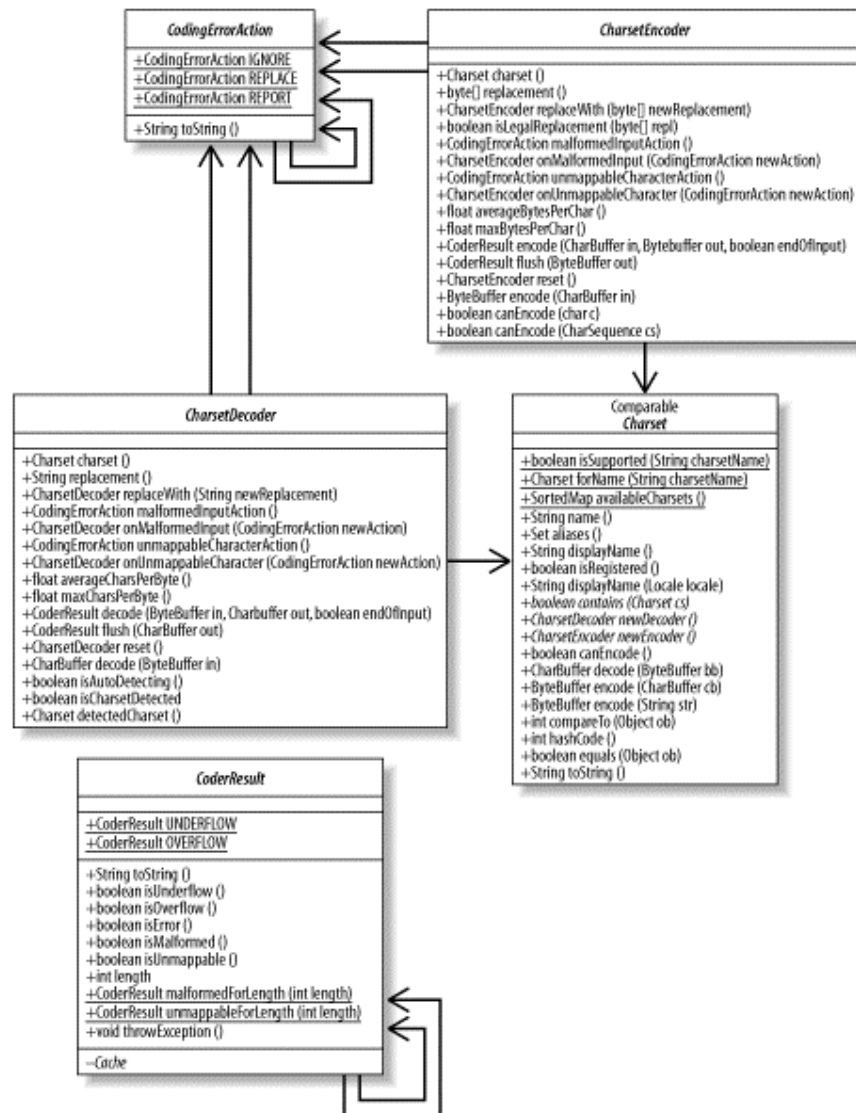 CodingErrorAction
+CodingErrorAction IGNORE
+CodingErrorAction REPLACE
+CodingErrorAction REPORT
+String toString ()
CharsetEncoder
+Charset charset ()
+byte[] replacement ()
+CharsetEncoder replaceWith (byte[] newReplacement)
+boolean isLegalReplacement (byte[] repl)
+CodingErrorAction malformedInputAction ()
+CharsetEncoder onMalformedInput (CodingErrorAction newAction)
+CodingErrorAction unmappableCharacterAction ()
+CharsetEncoder onUnmappableCharacter (CodingErrorAction newAction)
+float averageBytesPerChar ()
+float maxBytesPerChar ()
+CoderResult encode (CharBuffer in, Bytebuffer out, boolean endOfInput)
+CoderResult flush (ByteBuffer out)
+CharsetEncoder reset ()
+ByteBuffer encode (CharBuffer in)
+boolean canEncode (char c)
+boolean canEncode (CharSequence cs)
CharsetDecoder
+Charset charset ()
+String replacement ()
+CharsetDecoder replaceWith (String newReplacement)
+CodingErrorAction malformedInputAction ()
+CharsetDecoder onMalformedInput (CodingErrorAction newAction)
+CodingErrorAction unmappableCharacterAction ()
+CharsetDecoder onUnmappableCharacter (CodingErrorAction newAction)
+float averageCharsPerByte ()
+float maxCharsPerByte ()
+CoderResult decode (ByteBuffer in, Charbuffer out, boolean endOfInput)
+CoderResult flush (CharBuffer out)
+CharsetDecoder reset ()
+CharBuffer decode (ByteBuffer in)
+boolean isAutoDetecting ()
+boolean isCharsetDetected
+Charset detectedCharset ()
Comparable
Charset
+boolean isSupported (String charsetName)
+Charset forName (String charsetName)
+SortedMap availableCharsets ()
+String name ()
+Set aliases ()
+String displayName ()
+boolean isRegistered ()
+String displayName (Locale locale)
+boolean contains (Charset cs)
+CharsetDecoder newDecoder ()
+CharsetEncoder newEncoder ()
+boolean canEncode ()
+CharBuffer decode (ByteBuffer bb)
+ByteBuffer encode (CharBuffer cb)
+ByteBuffer encode (String str)
+int compareTo (Object ob)
+int hashCode ()
+boolean equals (Object ob)
+String toString ()
CoderResult
+CoderResult UNDERFLOW
+CoderResult OVERFLOW
+String toString ()
+boolean isUnderflow ()
+boolean isOverflow ()
+boolean isError ()
+boolean isMalformed ()
+boolean isUnmappable ()
+int length
+CoderResult malformedForLength (int length)
+CoderResult unmappableForLength (int length)
+void throwException ()
–Cache